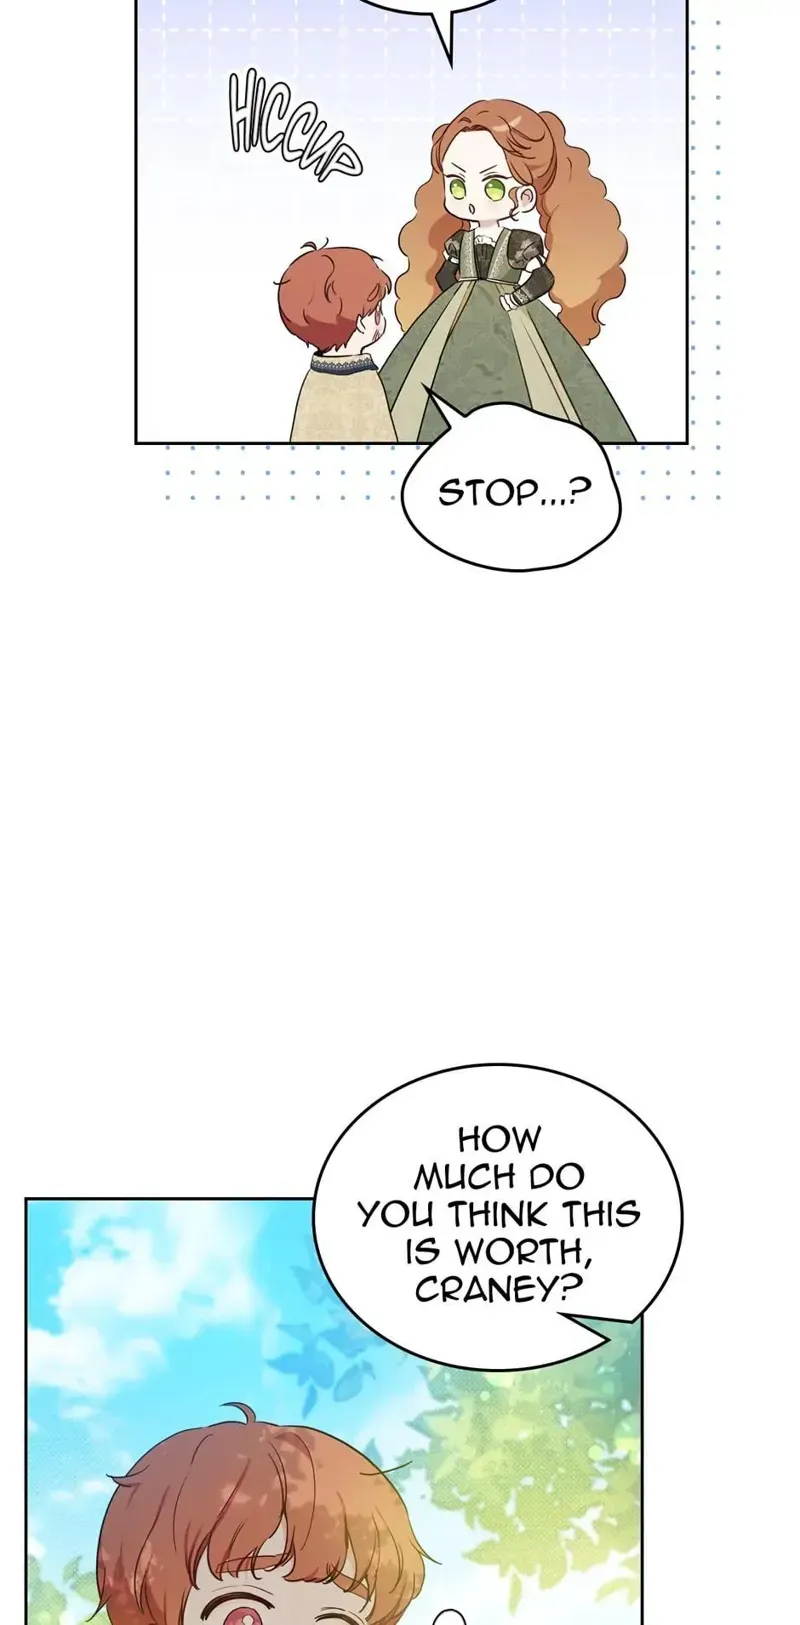 HICCUP
STOP...?
HOW
MUCH DO
YOU THINK THIS
IS WORTH,
CRANEY?